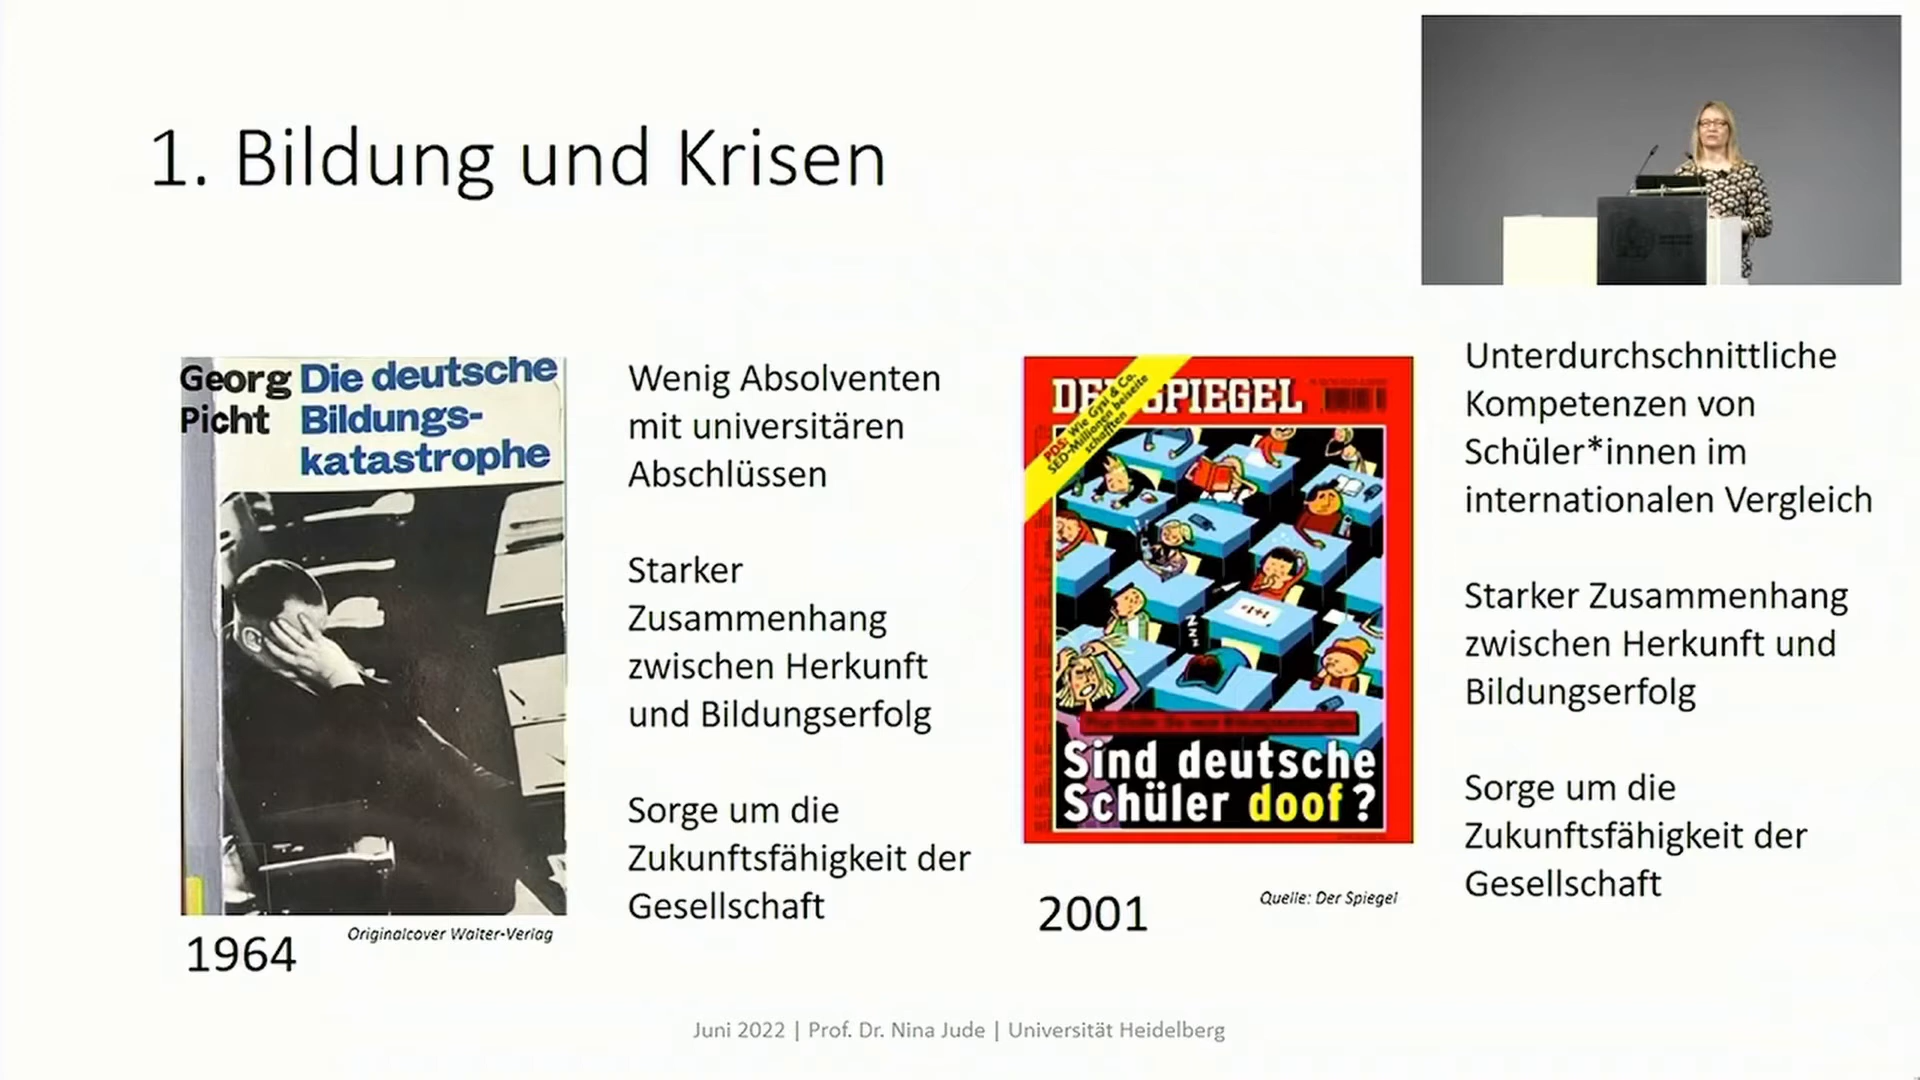 1. Bildung und Krisen
Georg
Picht
Die deutsche
Bildungs-
katastrophe
1964
Originalcover Walter-Verlag
Wenig Absolventen
mit universitären
Abschlüssen
Starker
Zusammenhang
zwischen Herkunft
und Bildungserfolg
Sorge um die
Zukunftsfähigkeit der
Gesellschaft
DER SPIEGEL
PDS: Wie Gysi & Co.
SED-Millionen beiseite
schafften
1+1
ZZZ
Sind deutsche
Schüler doof?
2001
Quelle: Der Spiegel
Unterdurchschnittliche
Kompetenzen von
Schüler*innen im
internationalen Vergleich
Starker Zusammenhang
zwischen Herkunft und
Bildungserfolg
Sorge um die
Zukunftsfähigkeit der
Gesellschaft
Juni 2022 | Prof. Dr. Nina Jude | Universität Heidelberg